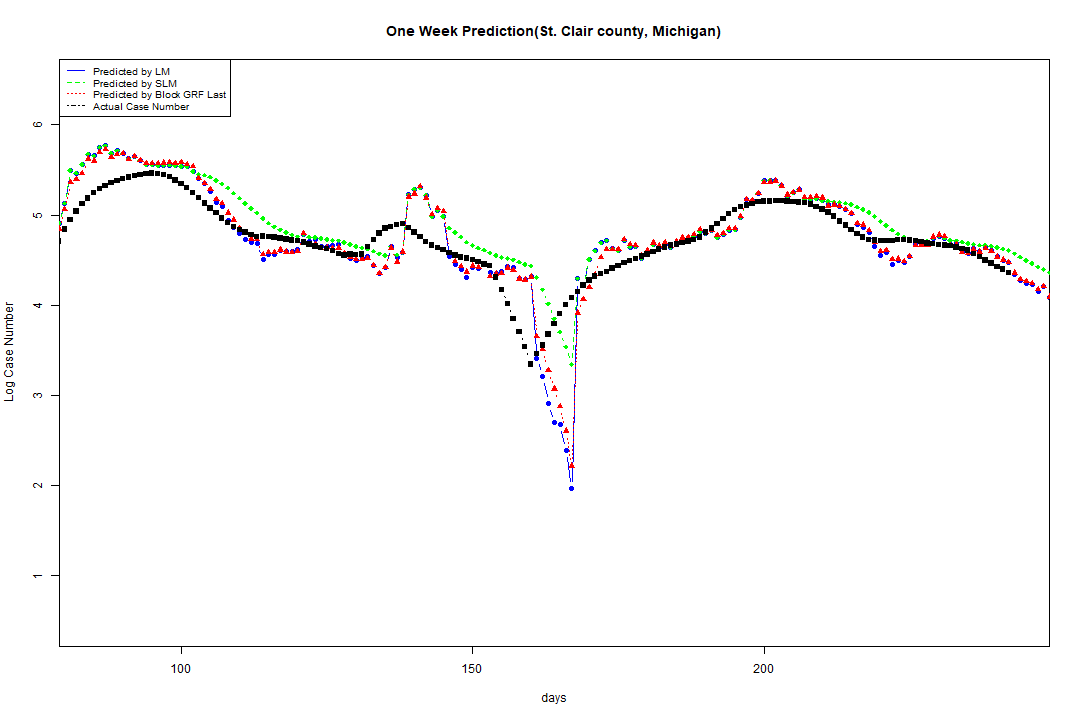 One Week Prediction(St. Clair county, Michigan)
Predicted by LM
Predicted by SLM
Predicted by Block GRF Last
Actual Case Number
6
5
4
3
2
1
Log Case Number
100
150
200
days